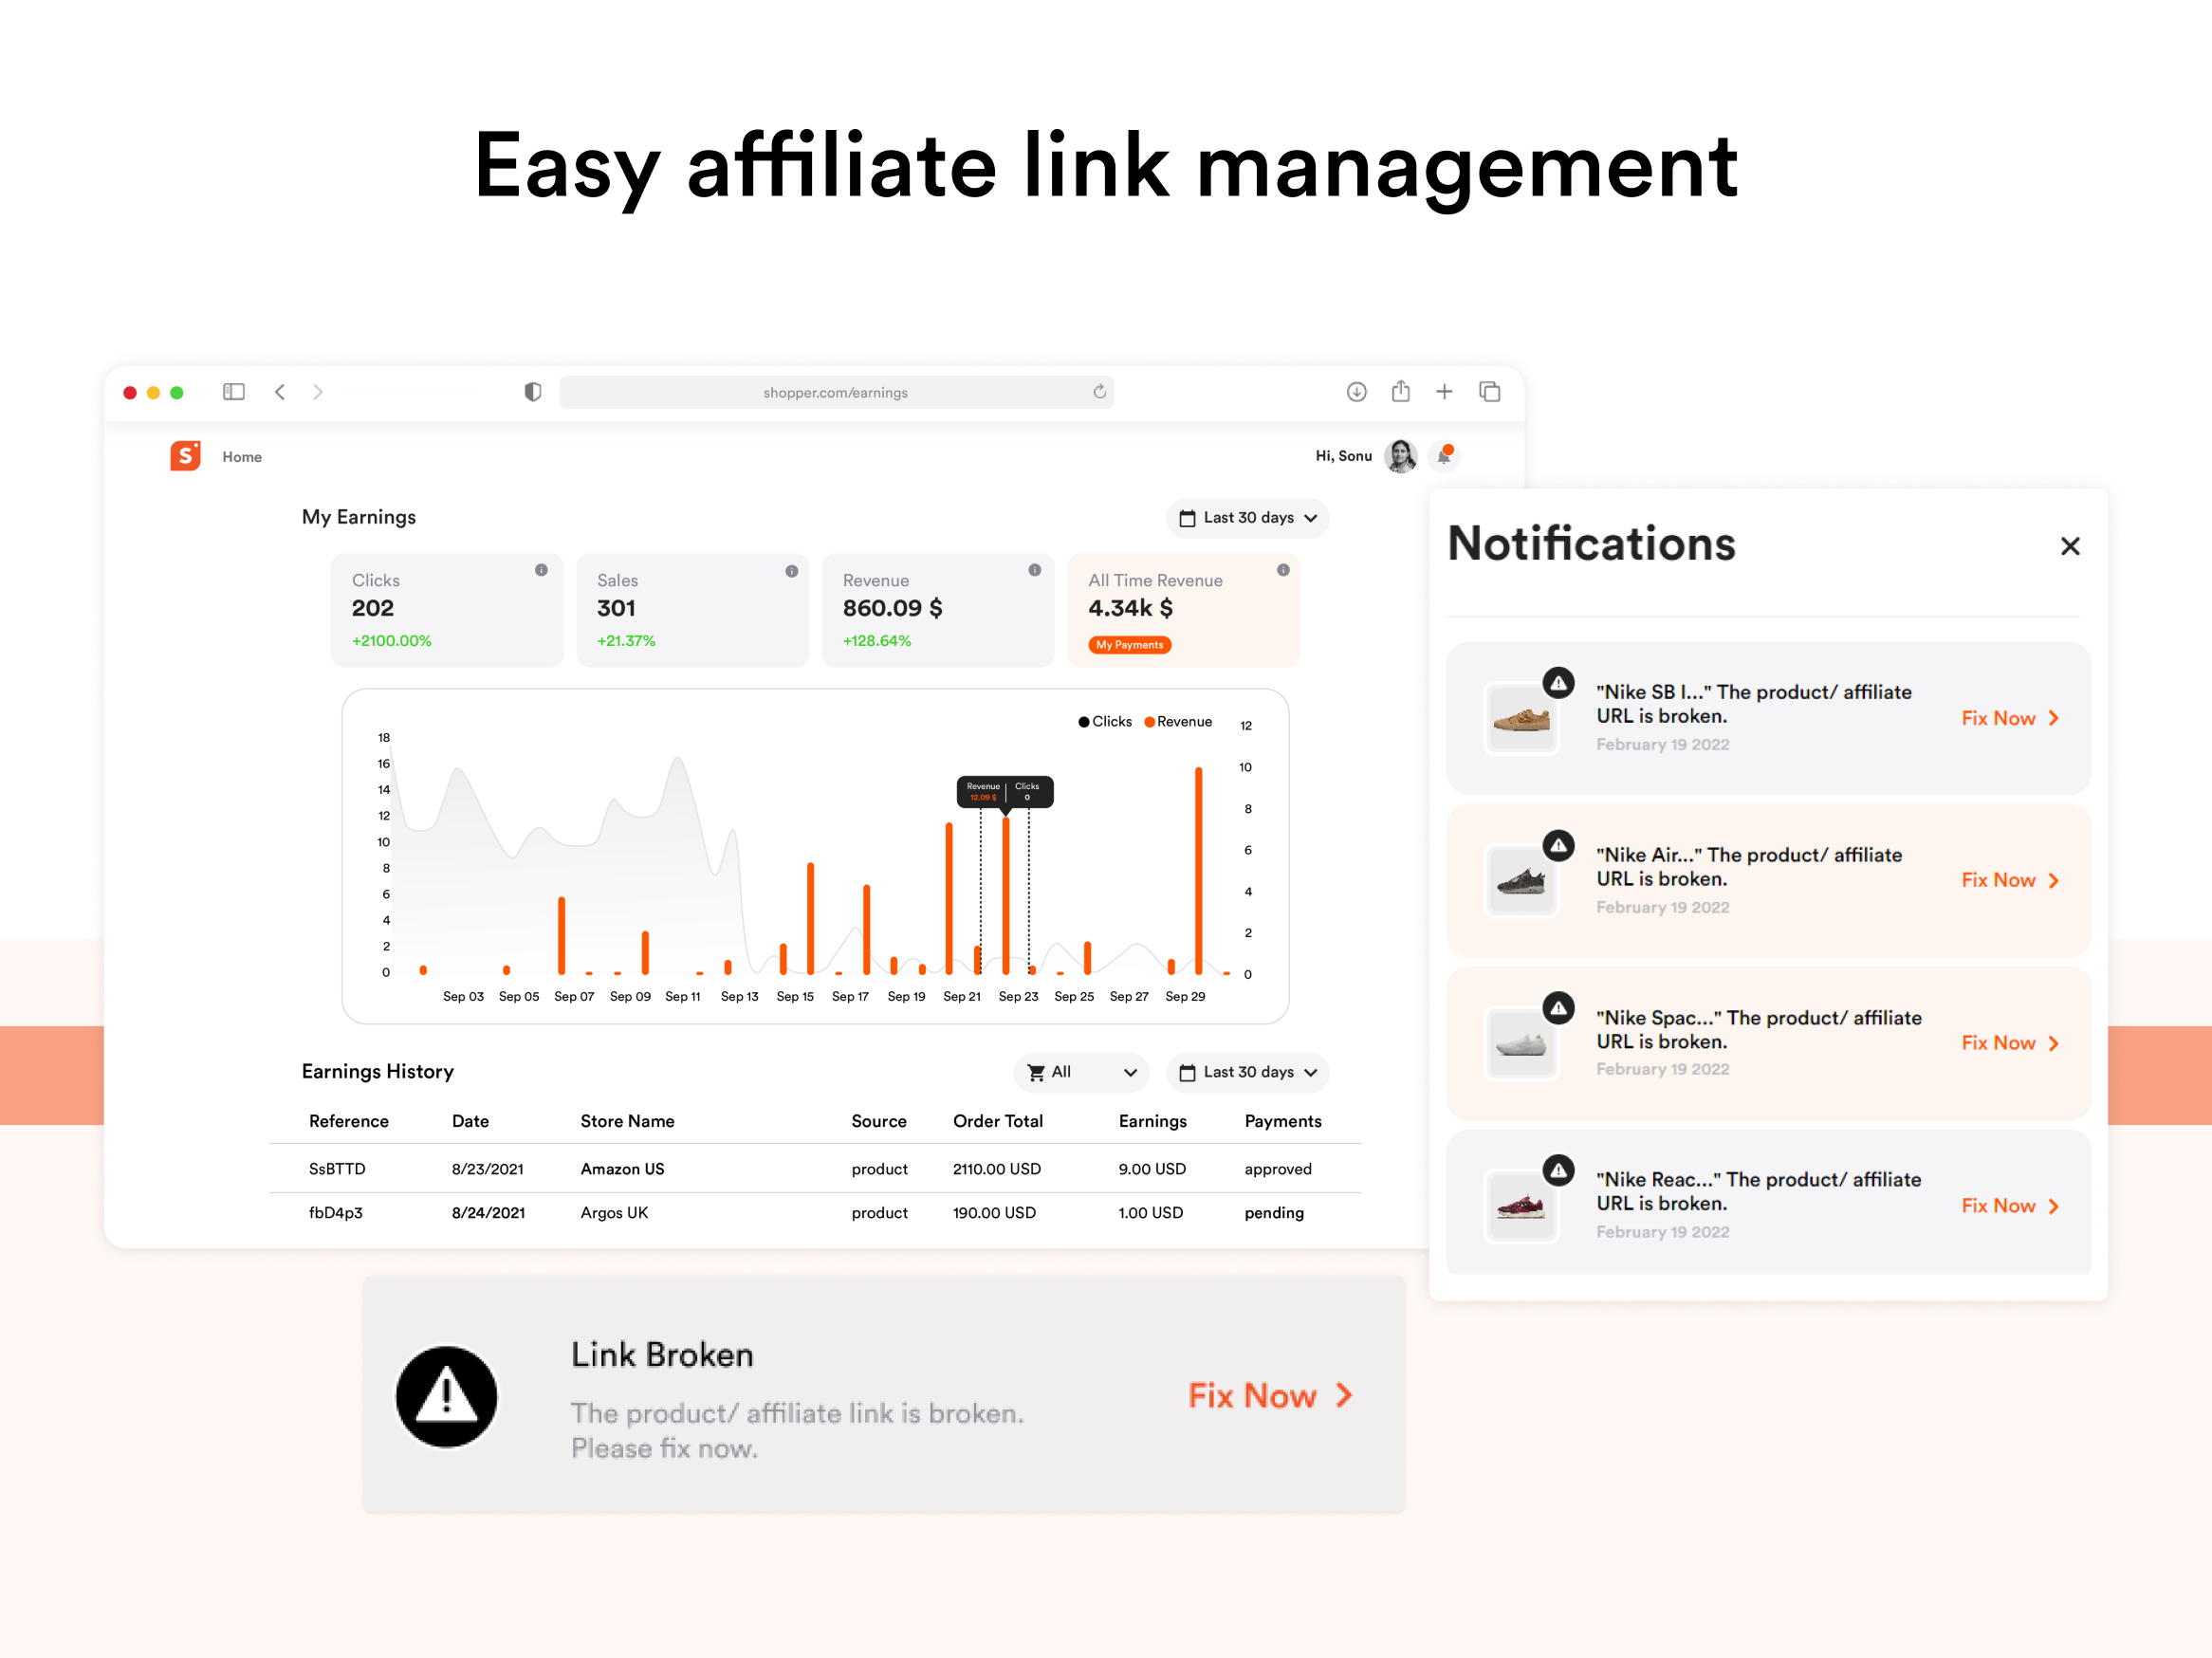 Easy affiliate link management
shopper.com/earnings
S Home
Hi, Sonu
My Earnings
Last 30 days
Clicks
202
+2100.00%
Sales
301
+21.37%
Revenue
860.09 $
+128.64%
All Time Revenue
4.34k $
My Payments
Clicks Revenue
18
16
14
12
10
8
6
4
2
0
12
10
8
6
4
2
0
Revenue Clicks
12.09 $ 0
Sep 03 Sep 05 Sep 07 Sep 09 Sep 11 Sep 13 Sep 15 Sep 17 Sep 19 Sep 21 Sep 23 Sep 25 Sep 27 Sep 29
Earnings History
All
Last 30 days
Reference Date Store Name Source Order Total Earnings Payments
SsBTTD 8/23/2021 Amazon US product 2110.00 USD 9.00 USD approved
fbD4p3 8/24/2021 Argos UK product 190.00 USD 1.00 USD pending
Notifications
"Nike SB I..." The product/ affiliate
URL is broken.
February 19 2022
Fix Now
"Nike Air..." The product/ affiliate
URL is broken.
February 19 2022
Fix Now
"Nike Spac..." The product/ affiliate
URL is broken.
February 19 2022
Fix Now
"Nike Reac..." The product/ affiliate
URL is broken.
February 19 2022
Fix Now
Link Broken
The product/ affiliate link is broken.
Please fix now.
Fix Now